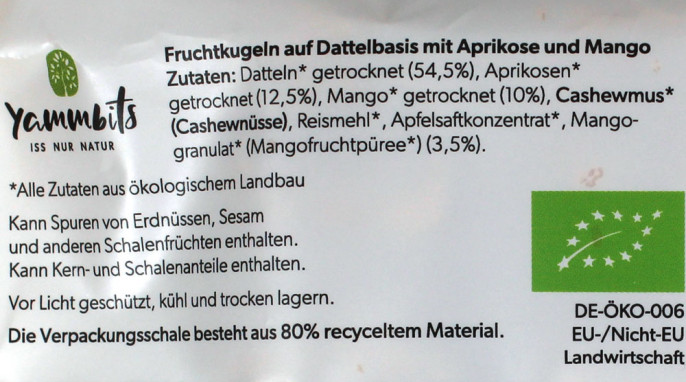 Yammbits
ISS NUR NATUR
Fruchtkugeln auf Dattelbasis mit Aprikose und Mango
Zutaten: Datteln* getrocknet (54,5%), Aprikosen*
getrocknet (12,5%), Mango* getrocknet (10%), Cashewmus*
(Cashewnüsse), Reismehl*, Apfelsaftkonzentrat*, Mango-
granulat* (Mangofruchtpüree*) (3,5%).
*Alle Zutaten aus ökologischem Landbau
Kann Spuren von Erdnüssen, Sesam
und anderen Schalenfrüchten enthalten.
Kann Kern- und Schalenanteile enthalten.
Vor Licht geschützt, kühl und trocken lagern.
Die Verpackungsschale besteht aus 80% recyceltem Material.
DE-ÖKO-006
EU-/Nicht-EU
Landwirtschaft